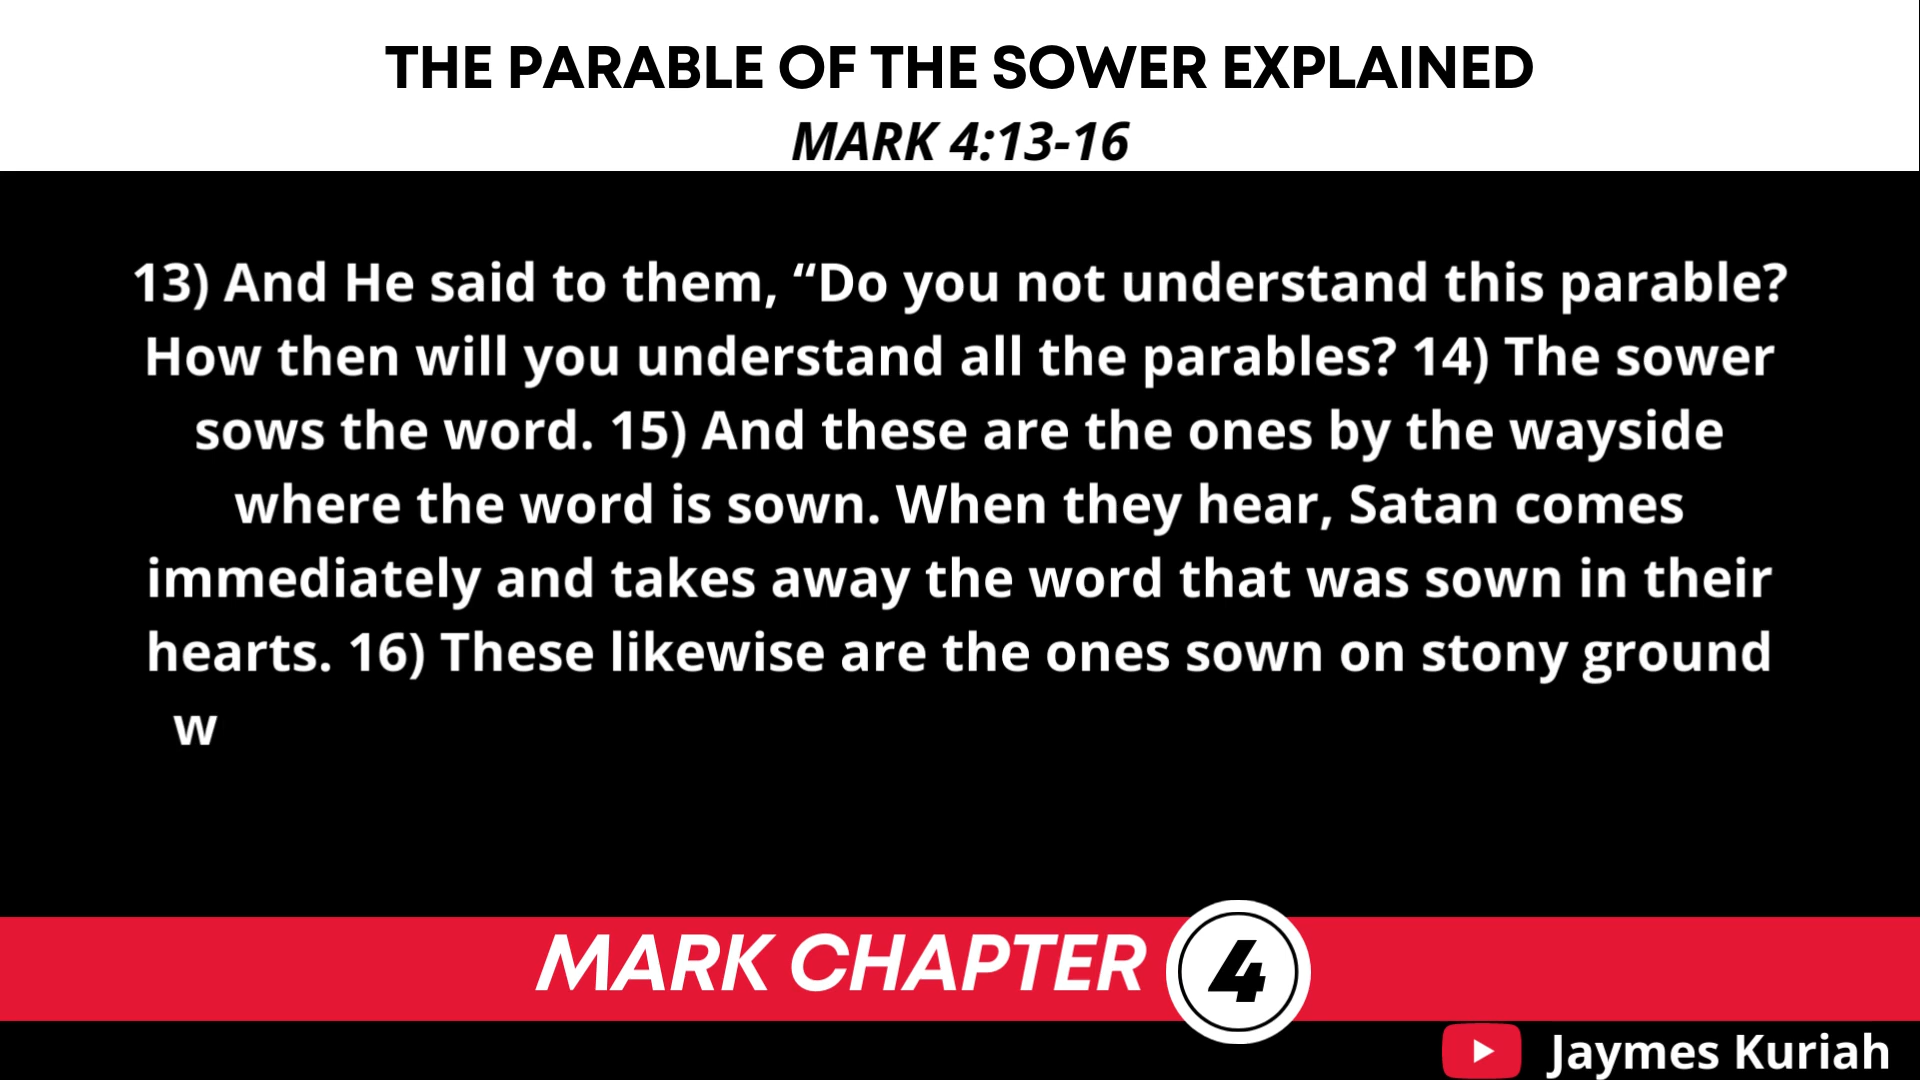 THE PARABLE OF THE SOWER EXPLAINED
MARK 4:13-16
13) And He said to them, “Do you not understand this parable?
How then will you understand all the parables? 14) The sower
sows the word. 15) And these are the ones by the wayside
where the word is sown. When they hear, Satan comes
immediately and takes away the word that was sown in their
hearts. 16) These likewise are the ones sown on stony ground
w
MARK CHAPTER 4
Jaymes Kuriah